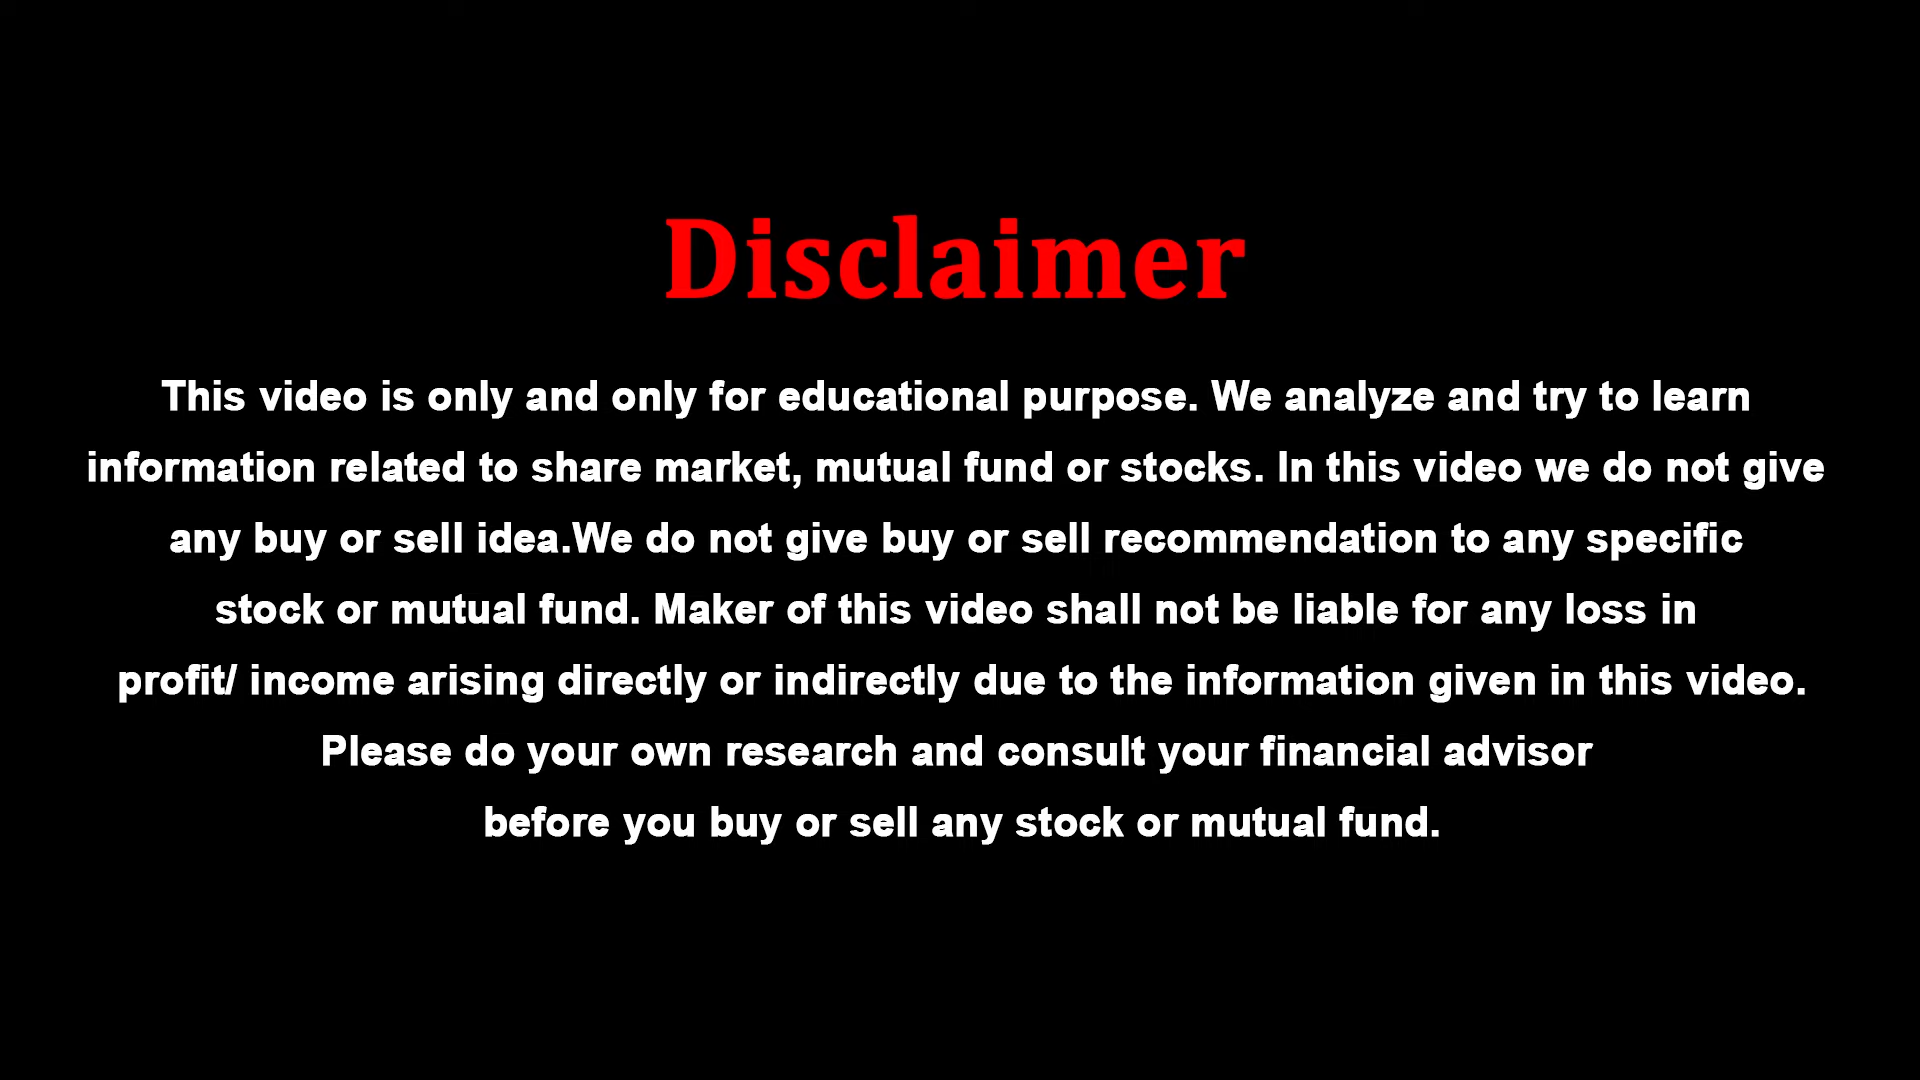 Disclaimer
This video is only and only for educational purpose. We analyze and try to learn
information related to share market, mutual fund or stocks. In this video we do not give
any buy or sell idea.We do not give buy or sell recommendation to any specific
stock or mutual fund. Maker of this video shall not be liable for any loss in
profit/ income arising directly or indirectly due to the information given in this video.
Please do your own research and consult your financial advisor
before you buy or sell any stock or mutual fund.